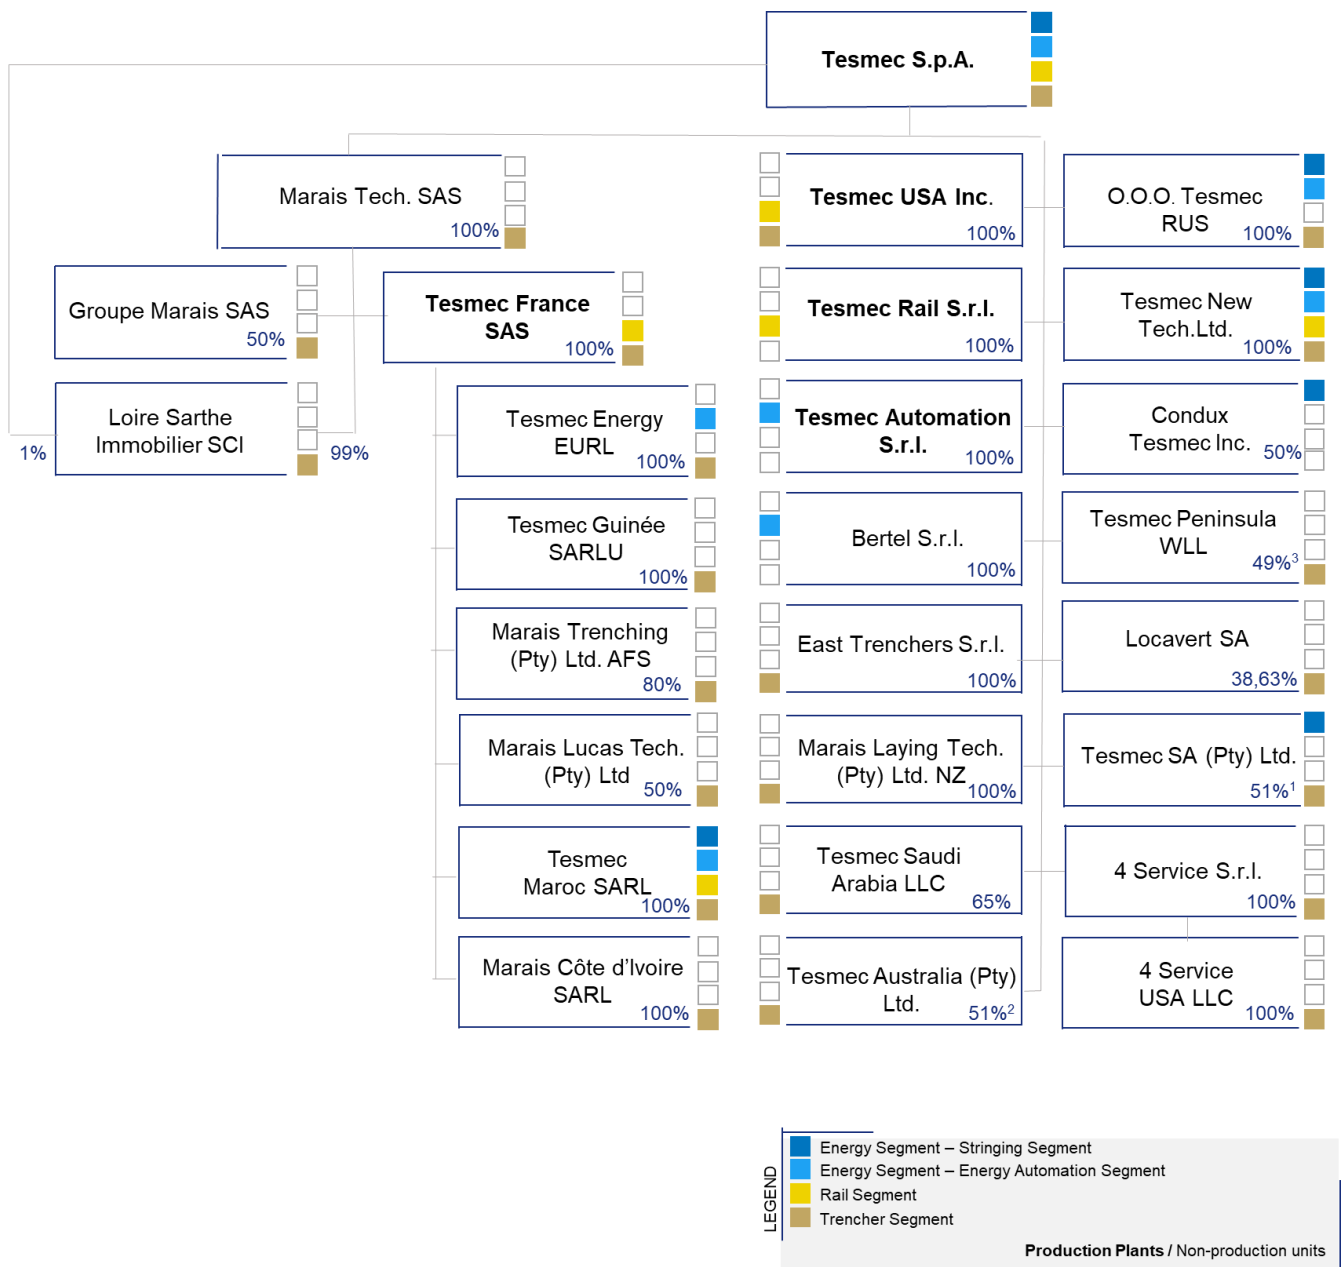 Tesmec S.p.A.
Marais Tech. SAS
100%
Groupe Marais SAS
50%
Tesmec France
SAS
100%
Loire Sarthe
Immobilier SCI
1%
99%
Tesmec Energy
EURL
100%
Tesmec Guinée
SARLU
100%
Marais Trenching
(Pty) Ltd. AFS
80%
Marais Lucas Tech.
(Pty) Ltd
50%
Tesmec
Maroc SARL
100%
Marais Côte d’Ivoire
SARL
100%
Tesmec USA Inc.
100%
Tesmec Rail S.r.l.
100%
Tesmec Automation
S.r.l.
100%
Bertel S.r.l.
100%
East Trenchers S.r.l.
100%
Marais Laying Tech.
(Pty) Ltd. NZ
100%
Tesmec Saudi
Arabia LLC
65%
Tesmec Australia (Pty)
Ltd.
51%2
O.O.O. Tesmec
RUS
100%
Tesmec New
Tech.Ltd.
100%
Condux
Tesmec Inc.
50%
Tesmec Peninsula
WLL
49%3
Locavert SA
38,63%
Tesmec SA (Pty) Ltd.
51%1
4 Service S.r.l.
100%
4 Service
USA LLC
100%
LEGEND
Energy Segment – Stringing Segment
Energy Segment – Energy Automation Segment
Rail Segment
Trencher Segment
Production Plants / Non-production units